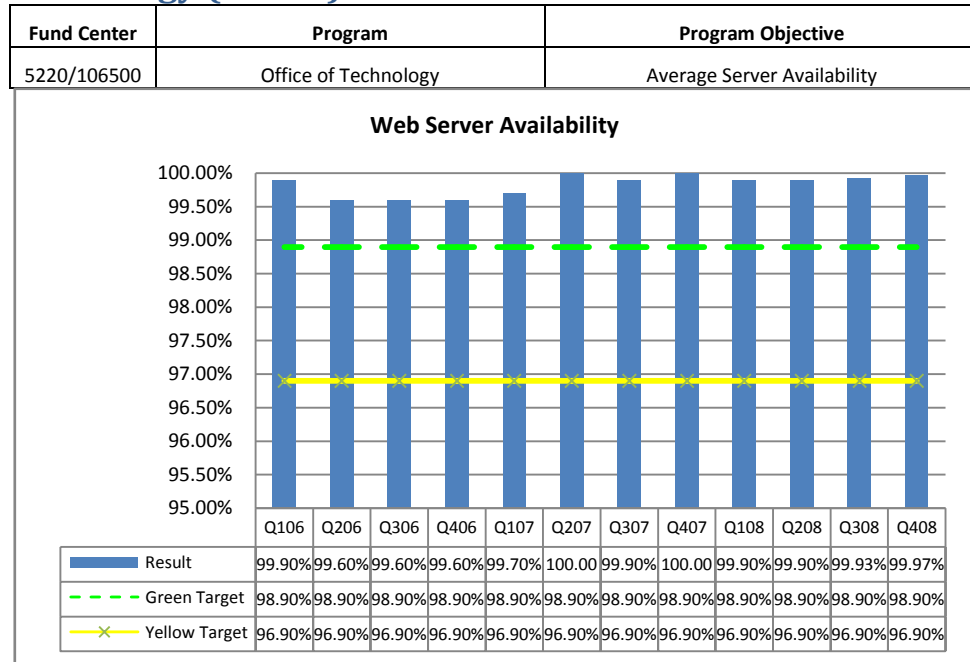 Fund Center Program Program Objective
5220/106500 Office of Technology Average Server Availability
Web Server Availability
100.00%
99.50%
99.00%
98.50%
98.00%
97.50%
97.00%
96.50%
96.00%
95.50%
95.00%
Q106 Q206 Q306 Q406 Q107 Q207 Q307 Q407 Q108 Q208 Q308 Q408
Result 99.90% 99.60% 99.60% 99.60% 99.70% 100.00 99.90% 100.00 99.90% 99.90% 99.93% 99.97%
Green Target 98.90% 98.90% 98.90% 98.90% 98.90% 98.90% 98.90% 98.90% 98.90% 98.90% 98.90% 98.90%
Yellow Target 96.90% 96.90% 96.90% 96.90% 96.90% 96.90% 96.90% 96.90% 96.90% 96.90% 96.90% 96.90%